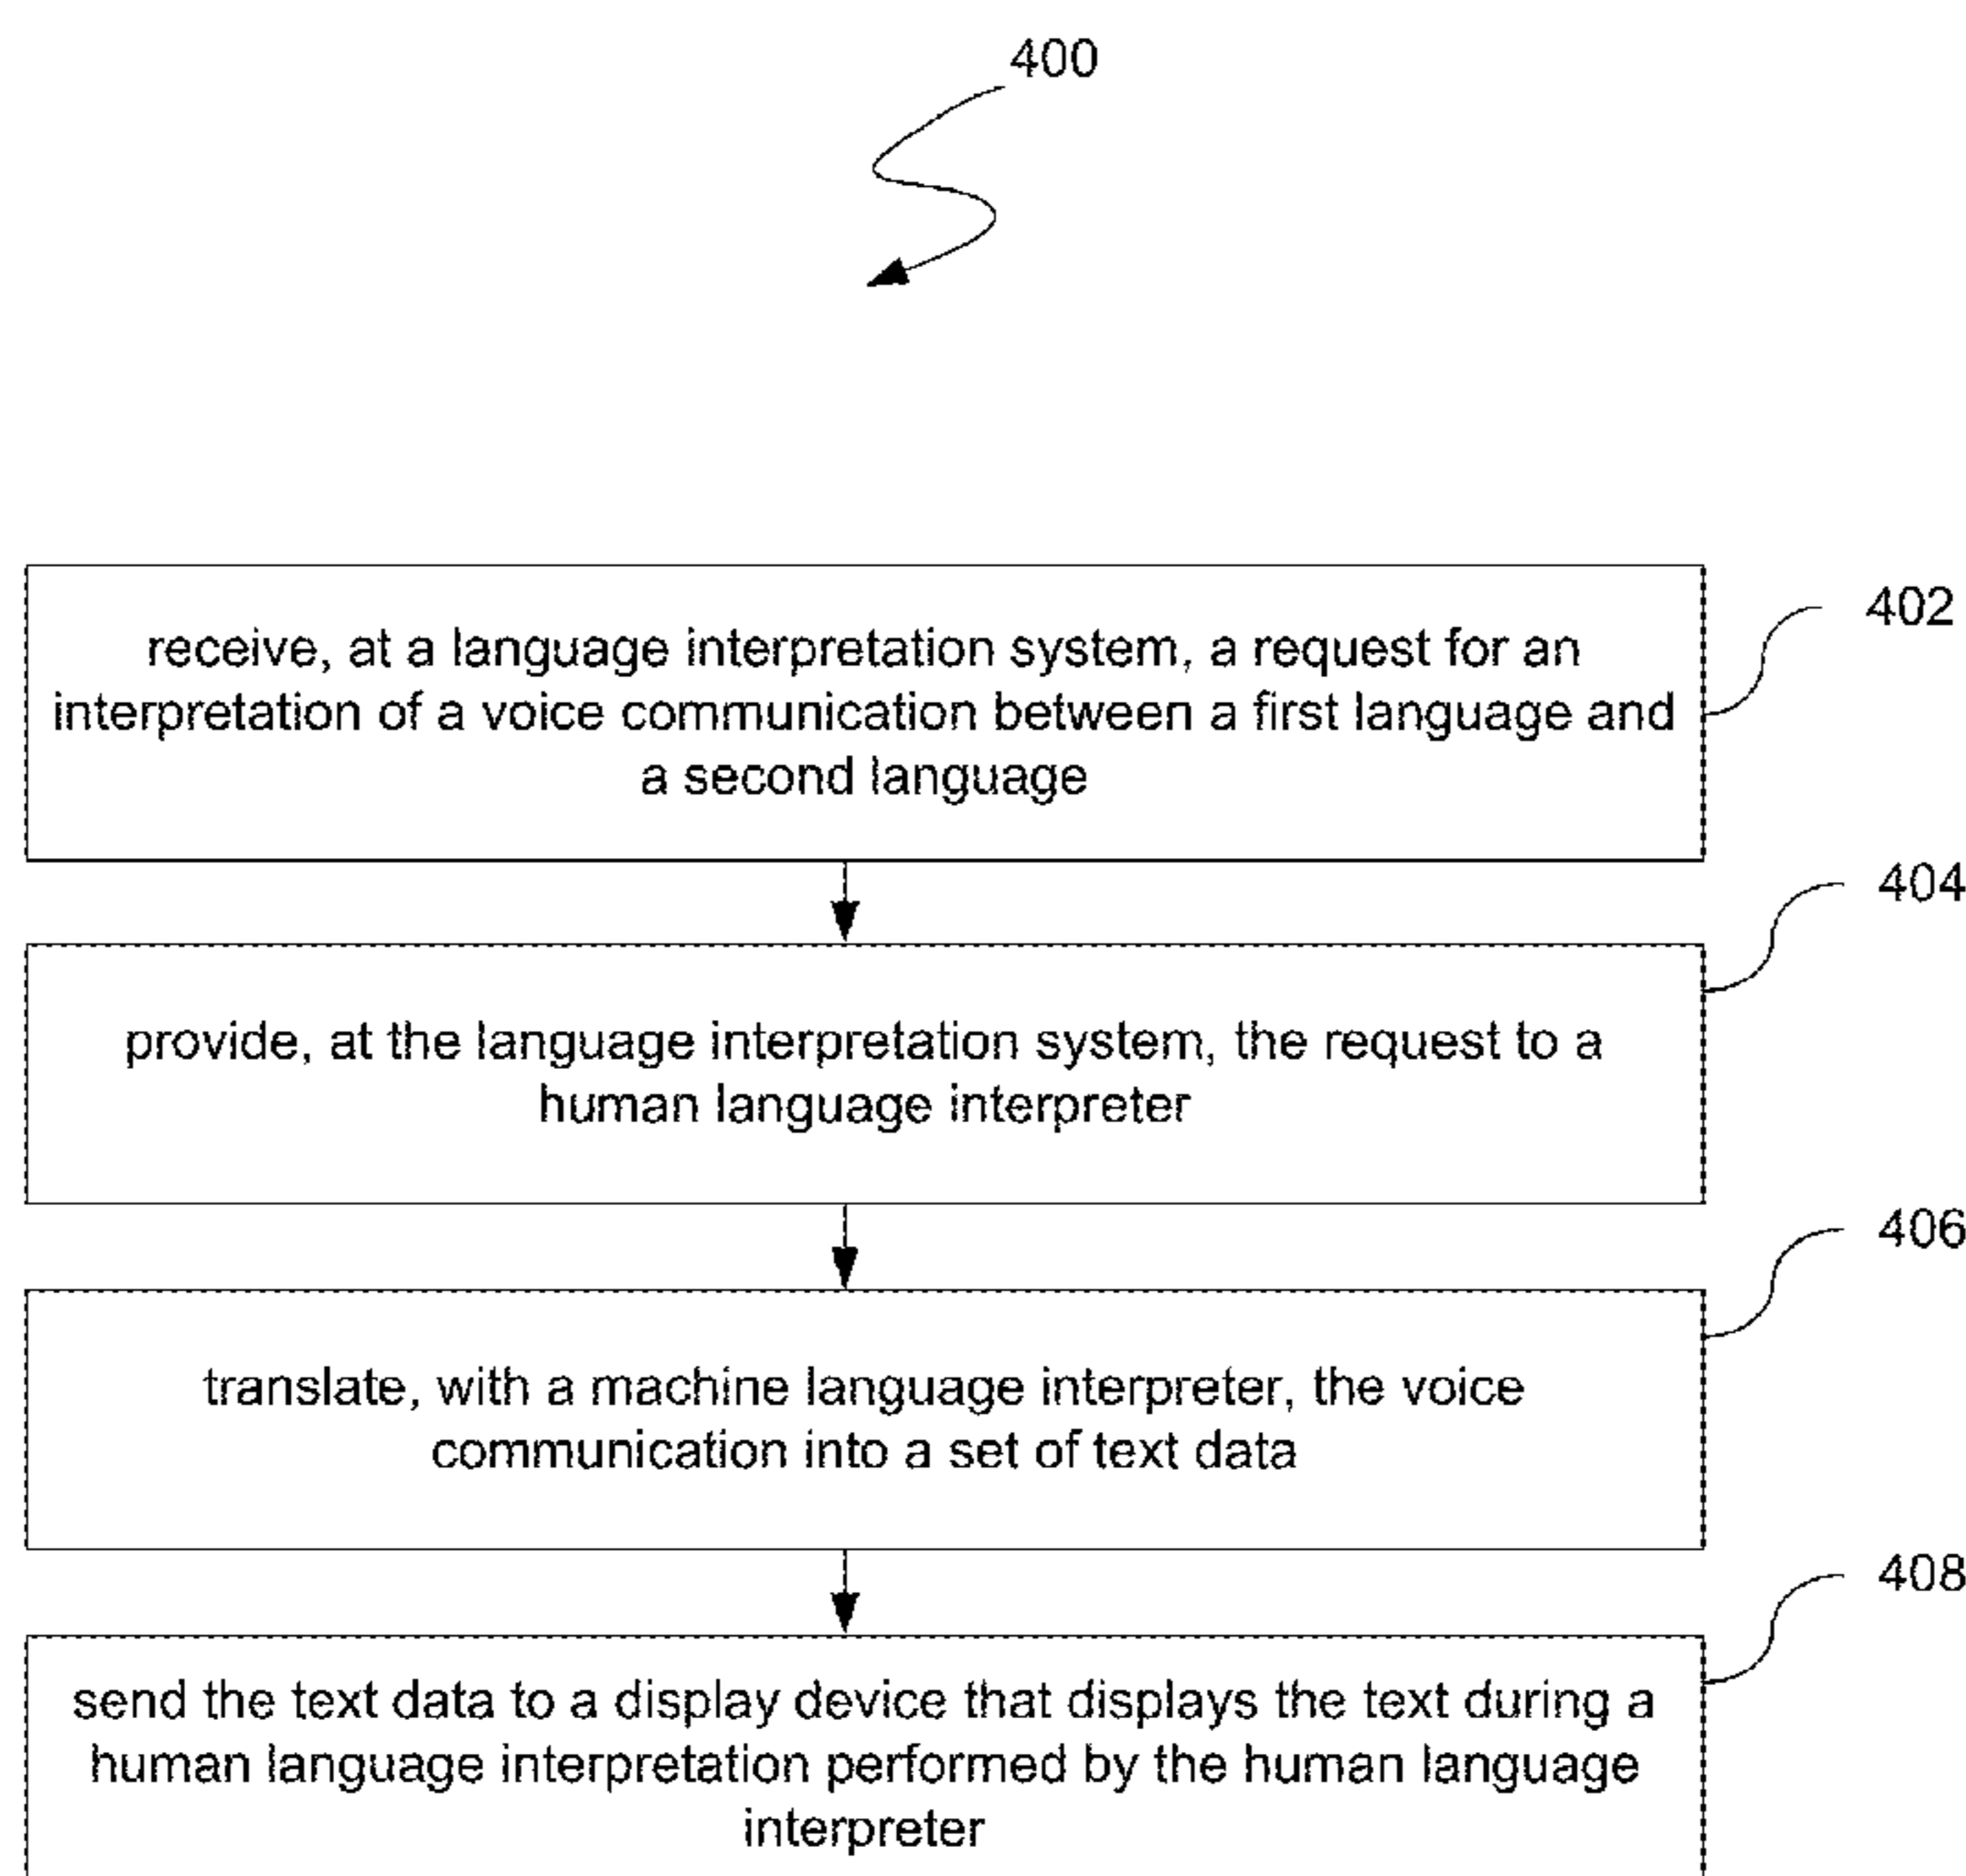 400
receive, at a language interpretation system, a request for an
interpretation of a voice communication between a first language and
a second language
402
provide, at the language interpretation system, the request to a
human language interpreter
404
translate, with a machine language interpreter, the voice
communication into a set of text data
406
send the text data to a display device that displays the text during a
human language interpretation performed by the human language
interpreter
408